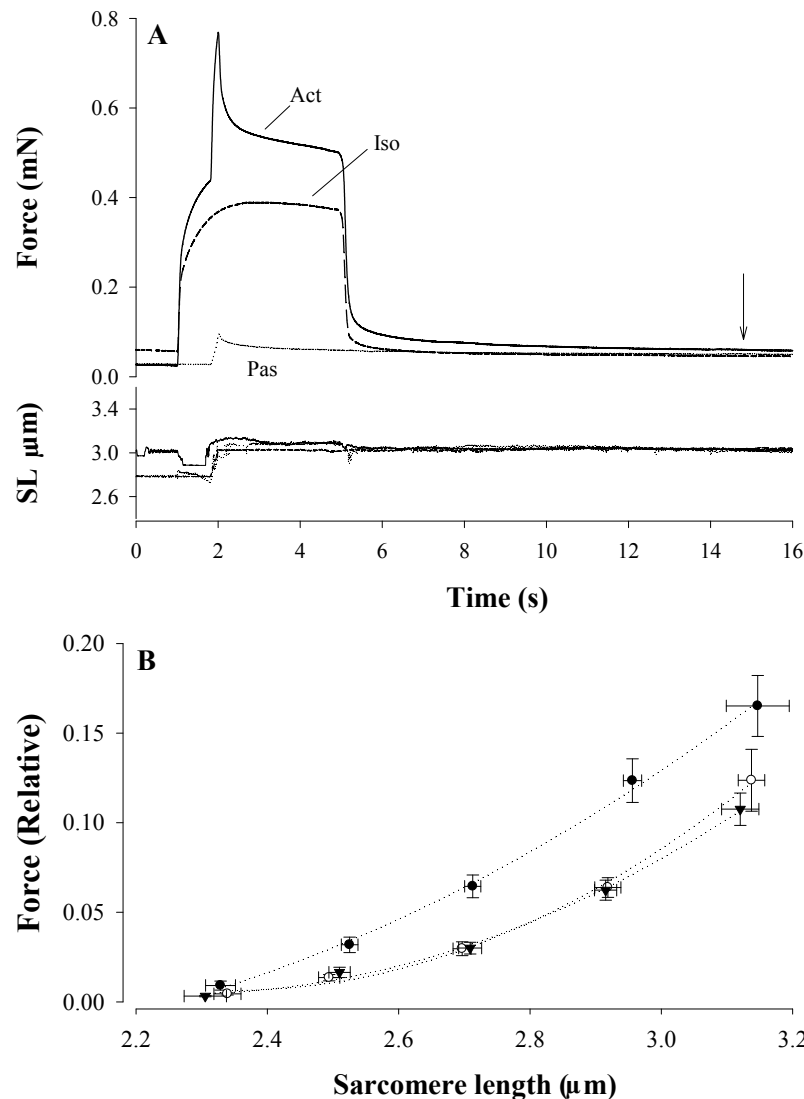 A
0.8
Act
Iso
0.6
Force (mN)
0.4
0.2
Pas
0.0
SL µm)
3.4
3.0
2.6
0 2 4 6 8 10 12 14 16
Time (s)
B
0.20
0.15
Force (Relative)
0.10
0.05
0.00
2.2 2.4 2.6 2.8 3.0 3.2
Sarcomere length (µm)